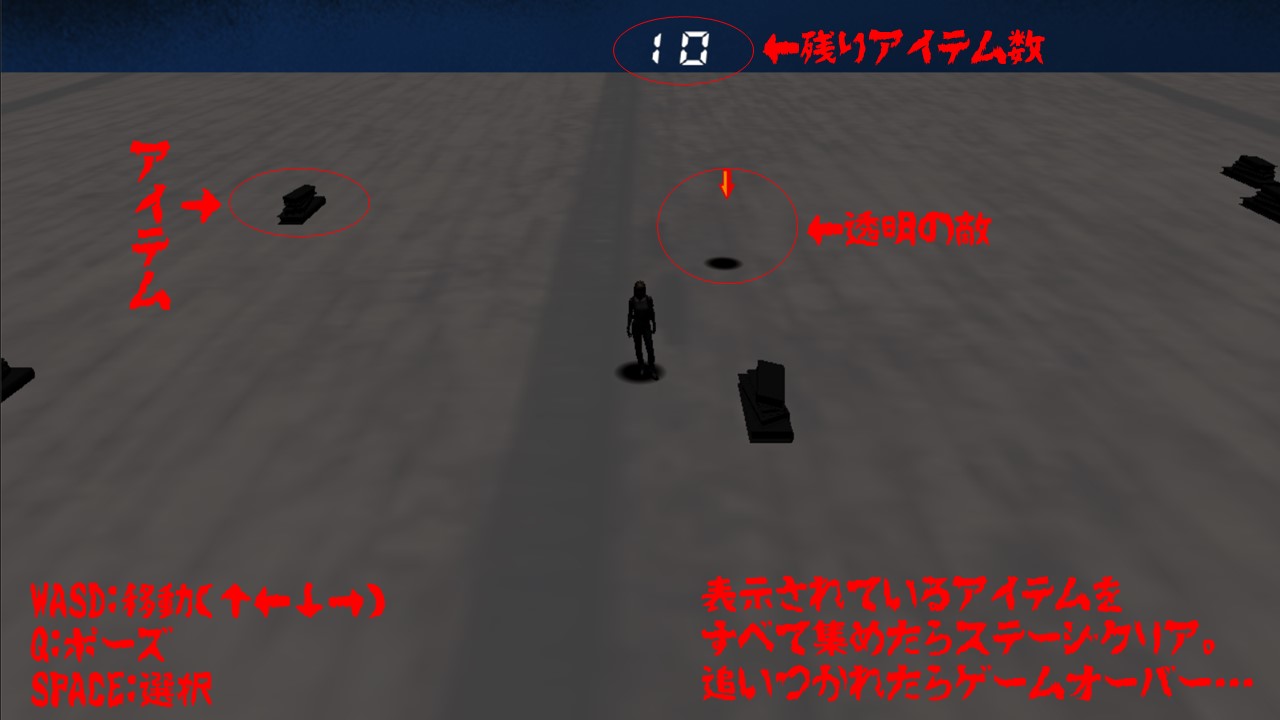 10
←残りアイテム数
アイテム→
←透明の敵
WASD:移動(↑←↓→)
Q:ポーズ
SPACE:選択
表示されているアイテムを
すべて集めたらステージクリア。
追いつかれたらゲームオーバー…